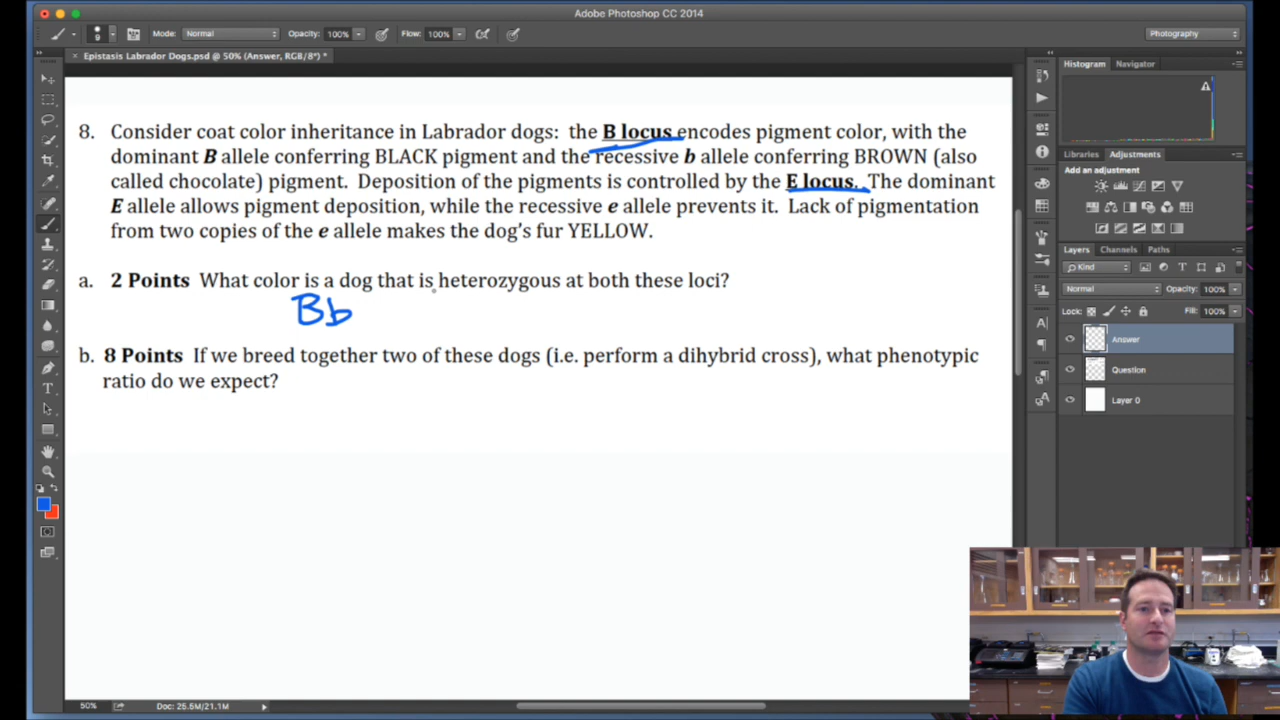 Adobe Photoshop CC 2014
Mode: Normal Opacity: 100% Flow: 100% Photography
× Epistasis Labrador Dogs.psd @ 50% (Answer, RGB/8*) *
Histogram Navigator
8. Consider coat color inheritance in Labrador dogs: the B locus encodes pigment color, with the
dominant B allele conferring BLACK pigment and the recessive b allele conferring BROWN (also
called chocolate) pigment. Deposition of the pigments is controlled by the E locus. The dominant
E allele allows pigment deposition, while the recessive e allele prevents it. Lack of pigmentation
from two copies of the e allele makes the dog's fur YELLOW.
a. 2 Points What color is a dog that is heterozygous at both these loci?
Bb
b. 8 Points If we breed together two of these dogs (i.e. perform a dihybrid cross), what phenotypic
ratio do we expect?
Libraries Adjustments
Add an adjustment
Layers Channels Paths
Kind
Normal Opacity: 100%
Lock: Fill: 100%
Answer
Question
Layer 0
50% Doc: 25.6M/21.1M